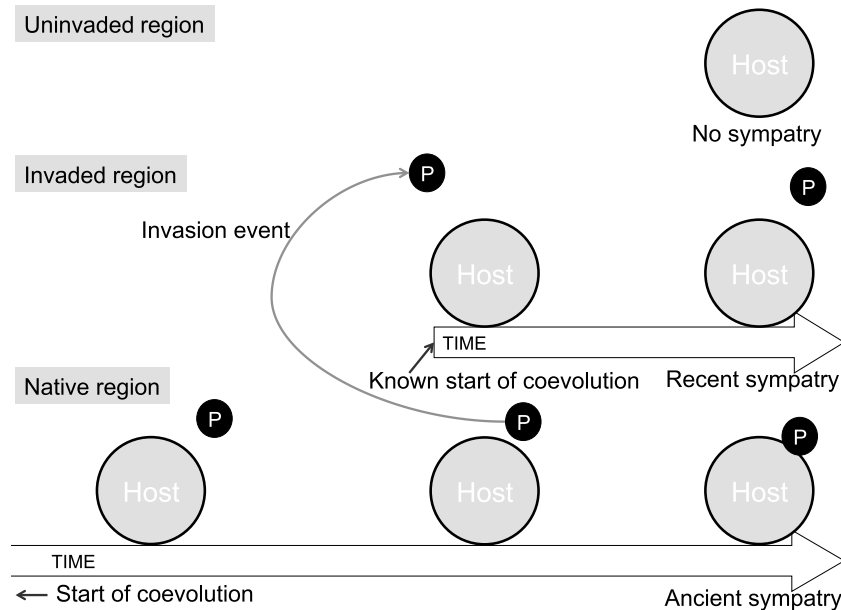 Uninvaded region
Host
No sympatry
Invaded region
P
P
Invasion event
Host
Host
TIME
Known start of coevolution
Recent sympatry
Native region
P
P
P
Host
Host
Host
TIME
Start of coevolution
Ancient sympatry